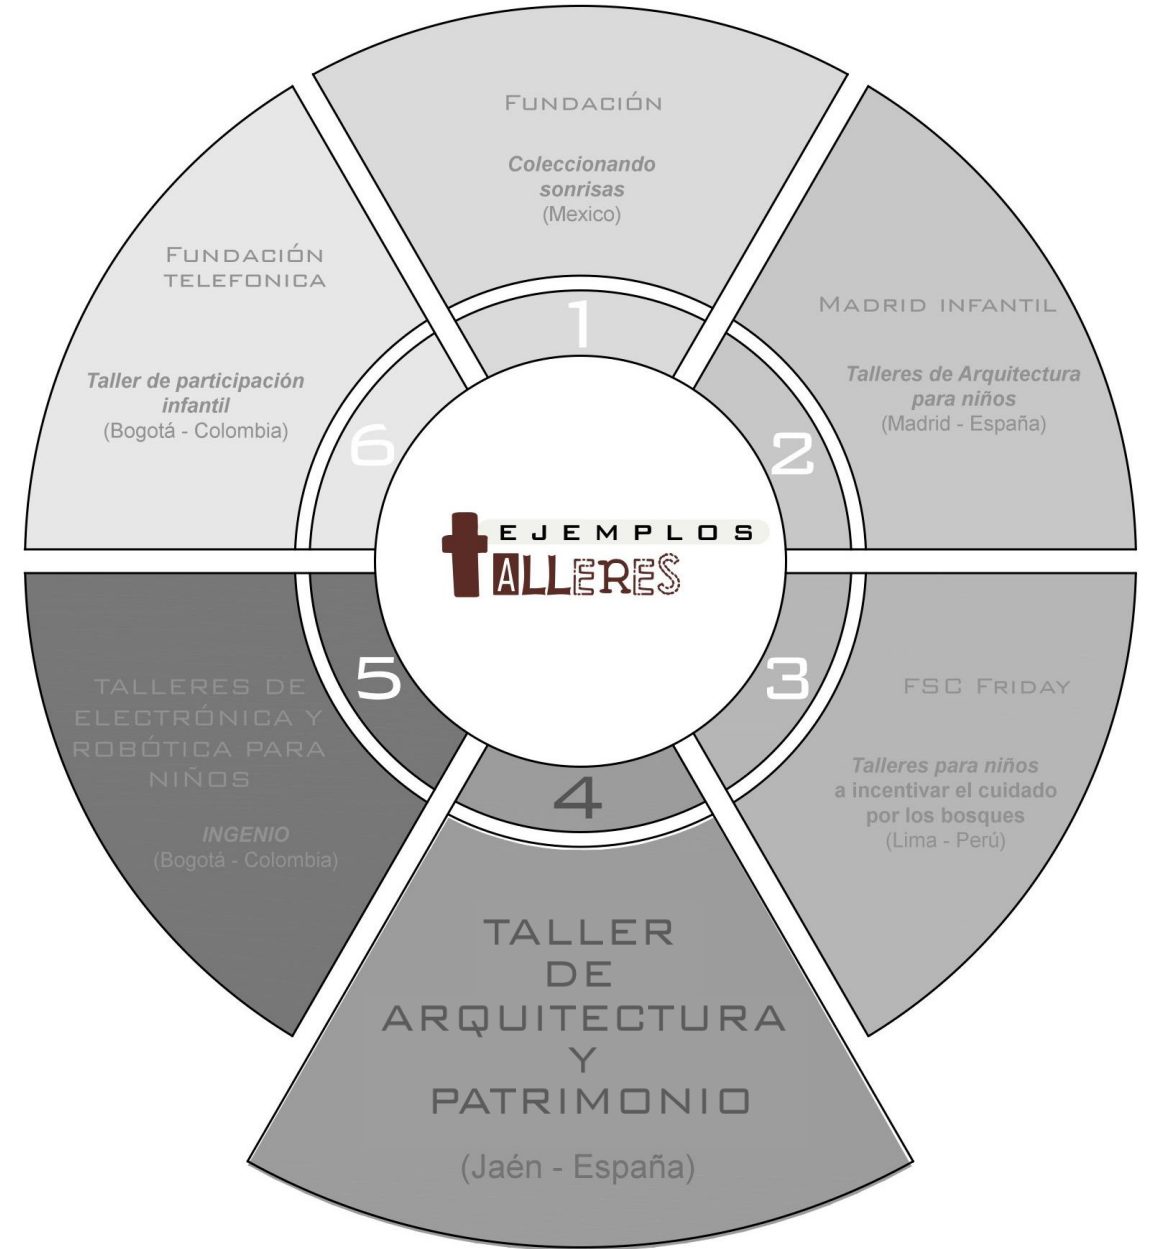 FUNDACIÓN
Coleccionando
sonrisas
(Mexico)
1
MADRID INFANTIL
Talleres de Arquitectura
para niños
(Madrid - España)
2
FSC FRIDAY
Talleres para niños
a incentivar el cuidado
por los bosques
(Lima - Perú)
3
4
TALLER
DE
ARQUITECTURA
Y
PATRIMONIO
(Jaén - España)
5
TALLERES DE
ELECTRÓNICA Y
ROBÓTICA PARA
NIÑOS
INGENIO
(Bogotá - Colombia)
6
FUNDACIÓN
TELEFONICA
Taller de participación
infantil
(Bogotá - Colombia)
EJEMPLOS
tALLERES